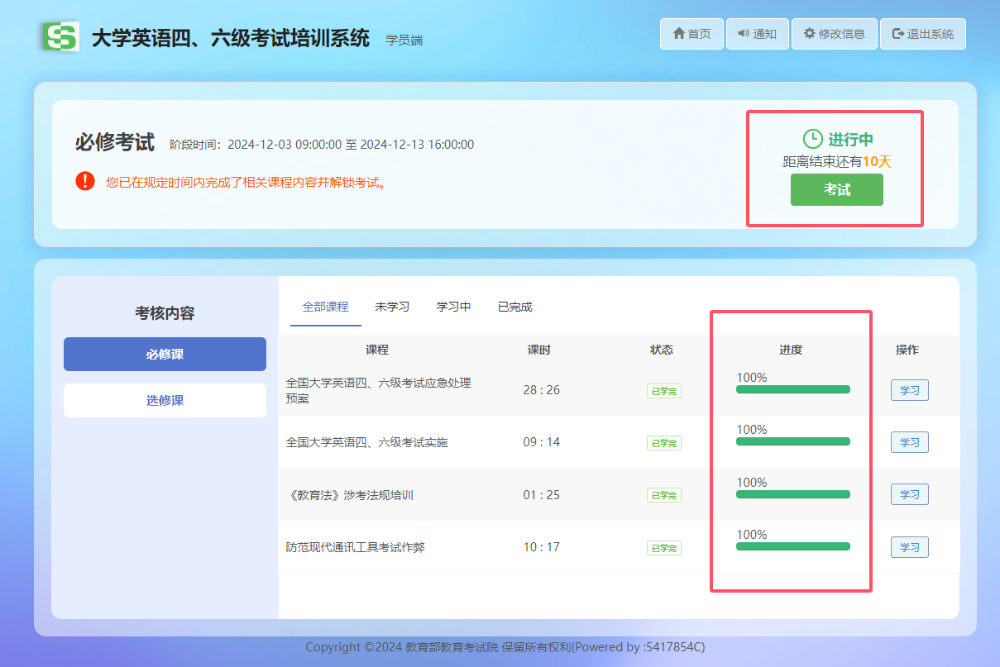 大学英语四、六级考试培训系统 学员端
首页 通知 修改信息 退出系统
必修考试 阶段时间：2024-12-03 09:00:00 至 2024-12-13 16:00:00
您已在规定时间内完成了相关课程内容并解锁考试。
进行中
距离结束还有10天
考试
考核内容
必修课
选修课
全部课程 未学习 学习中 已完成
课程 课时 状态 进度 操作
全国大学英语四、六级考试应急处理
预案
28 : 26 已学完 100% 学习
全国大学英语四、六级考试实施 09 : 14 已学完 100% 学习
《教育法》涉考法规培训 01 : 25 已学完 100% 学习
防范现代通讯工具考试作弊 10 : 17 已学完 100% 学习
Copyright ©2024 教育部教育考试院 保留所有权利(Powered by :5417854C)